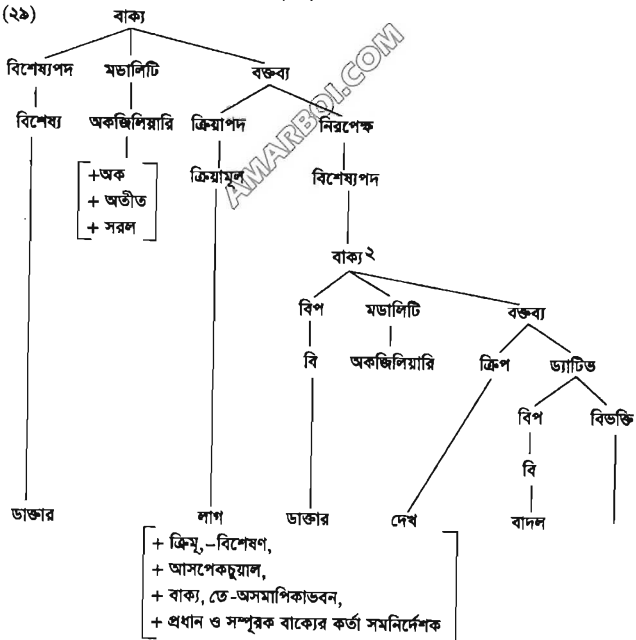 (২৯) বাক্য
বিশেষ্যপদ মডালিটি বক্তব্য
বিশেষ্য অকজিলিয়ারি ক্রিয়াপদ নিরপেক্ষ
+অক
+ অতীত
+ সরল
ক্রিয়ামূল বিশেষ্যপদ
বাক্য২
বিপ মডালিটি বক্তব্য
বি অকজিলিয়ারি ক্রিপ ড্যাটিভ
বিপ বিভক্তি
বি
ডাক্তার লাগ ডাক্তার দেখ বাদল
+ ক্রিমূ,–বিশেষণ,
+ আসপেকচুয়াল,
+ বাক্য, তে-অসমাপিকাভবন,
+ প্রধান ও সম্পূরক বাক্যের কর্তা সমনির্দেশক
AMARBOI.COM